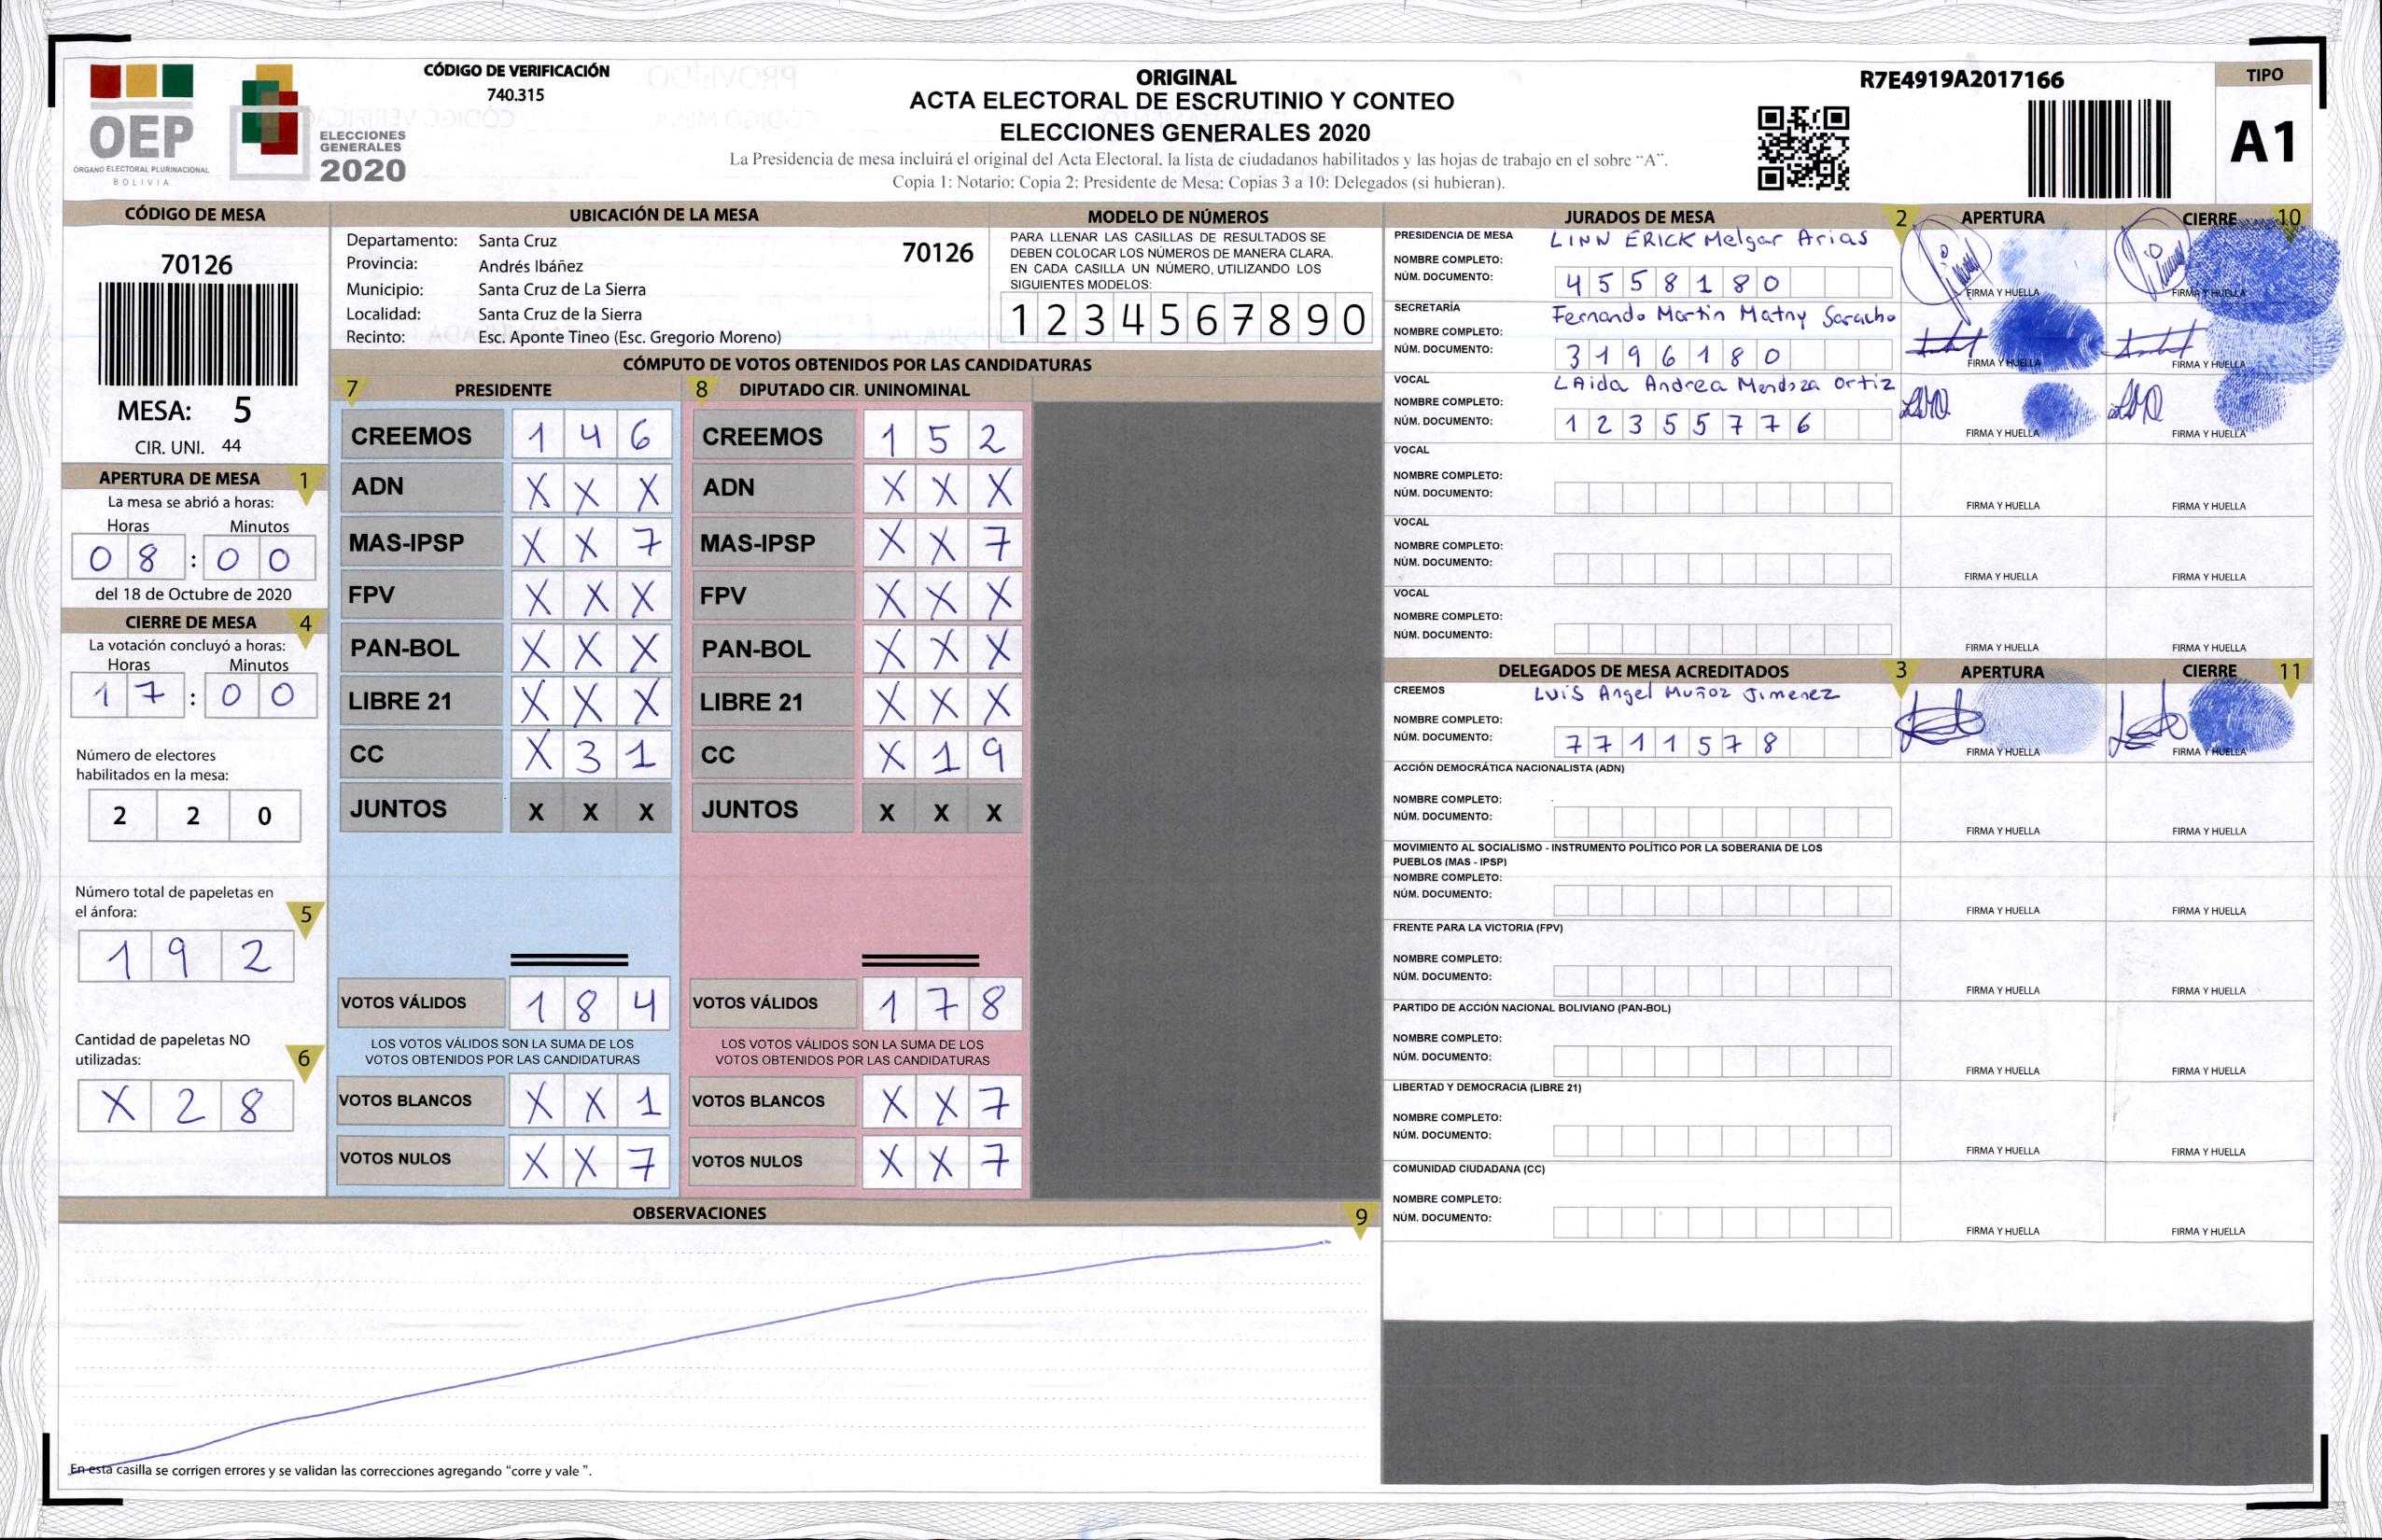 OEP
ÓRGANO ELECTORAL PLURINACIONAL
BOLIVIA
ELECCIONES
GENERALES
2020
CÓDIGO DE VERIFICACIÓN
740.315
ORIGINAL
ACTA ELECTORAL DE ESCRUTINIO Y CONTEO
ELECCIONES GENERALES 2020
La Presidencia de mesa incluirá el original del Acta Electoral, la lista de ciudadanos habilitados y las hojas de trabajo en el sobre “A”.
Copia 1: Notario; Copia 2: Presidente de Mesa; Copias 3 a 10: Delegados (si hubieran).
R7E4919A2017166
TIPO
A1
CÓDIGO DE MESA
70126
MESA: 5
CIR. UNI. 44
APERTURA DE MESA 1
La mesa se abrió a horas:
Horas Minutos
0 8 : 0 0
del 18 de Octubre de 2020
CIERRE DE MESA 4
La votación concluyó a horas:
Horas Minutos
1 7 : 0 0
Número de electores
habilitados en la mesa:
2 2 0
Número total de papeletas en
el ánfora: 5
1 9 2
Cantidad de papeletas NO
utilizadas: 6
X 2 8
UBICACIÓN DE LA MESA
Departamento: Santa Cruz 70126
Provincia: Andrés Ibáñez
Municipio: Santa Cruz de La Sierra
Localidad: Santa Cruz de la Sierra
Recinto: Esc. Aponte Tineo (Esc. Gregorio Moreno)
MODELO DE NÚMEROS
PARA LLENAR LAS CASILLAS DE RESULTADOS SE
DEBEN COLOCAR LOS NÚMEROS DE MANERA CLARA.
EN CADA CASILLA UN NÚMERO, UTILIZANDO LOS
SIGUIENTES MODELOS:
1 2 3 4 5 6 7 8 9 0
CÓMPUTO DE VOTOS OBTENIDOS POR LAS CANDIDATURAS
7 PRESIDENTE
CREEMOS 1 4 6
ADN X X X
MAS-IPSP X X 7
FPV X X X
PAN-BOL X X X
LIBRE 21 X X X
CC X 3 1
JUNTOS X X X
VOTOS VÁLIDOS 1 8 4
LOS VOTOS VÁLIDOS SON LA SUMA DE LOS
VOTOS OBTENIDOS POR LAS CANDIDATURAS
VOTOS BLANCOS X X 1
VOTOS NULOS X X 7
8 DIPUTADO CIR. UNINOMINAL
CREEMOS 1 5 2
ADN X X X
MAS-IPSP X X 7
FPV X X X
PAN-BOL X X X
LIBRE 21 X X X
CC X 1 9
JUNTOS X X X
VOTOS VÁLIDOS 1 7 8
LOS VOTOS VÁLIDOS SON LA SUMA DE LOS
VOTOS OBTENIDOS POR LAS CANDIDATURAS
VOTOS BLANCOS X X 7
VOTOS NULOS X X 7
OBSERVACIONES 9
En esta casilla se corrigen errores y se validan las correcciones agregando “corre y vale ”.
JURADOS DE MESA 2 APERTURA CIERRE 10
PRESIDENCIA DE MESA LINN ERICK Melgar Arias
NOMBRE COMPLETO:
NÚM. DOCUMENTO: 4 5 5 8 1 8 0
FIRMA Y HUELLA FIRMA Y HUELLA
SECRETARÍA Fernando Martin Matny Saracho
NOMBRE COMPLETO:
NÚM. DOCUMENTO: 3 1 9 6 1 8 0
FIRMA Y HUELLA FIRMA Y HUELLA
VOCAL LAida Andrea Mendoza Ortiz
NOMBRE COMPLETO:
NÚM. DOCUMENTO: 1 2 3 5 5 7 7 6
FIRMA Y HUELLA FIRMA Y HUELLA
VOCAL
NOMBRE COMPLETO:
NÚM. DOCUMENTO:
FIRMA Y HUELLA FIRMA Y HUELLA
VOCAL
NOMBRE COMPLETO:
NÚM. DOCUMENTO:
FIRMA Y HUELLA FIRMA Y HUELLA
VOCAL
NOMBRE COMPLETO:
NÚM. DOCUMENTO:
FIRMA Y HUELLA FIRMA Y HUELLA
DELEGADOS DE MESA ACREDITADOS 3 APERTURA CIERRE 11
CREEMOS Luis Angel Muñoz Jimenez
NOMBRE COMPLETO:
NÚM. DOCUMENTO: 7 7 1 1 5 7 8
FIRMA Y HUELLA FIRMA Y HUELLA
ACCIÓN DEMOCRÁTICA NACIONALISTA (ADN)
NOMBRE COMPLETO:
NÚM. DOCUMENTO:
FIRMA Y HUELLA FIRMA Y HUELLA
MOVIMIENTO AL SOCIALISMO - INSTRUMENTO POLÍTICO POR LA SOBERANIA DE LOS
PUEBLOS (MAS - IPSP)
NOMBRE COMPLETO:
NÚM. DOCUMENTO:
FIRMA Y HUELLA FIRMA Y HUELLA
FRENTE PARA LA VICTORIA (FPV)
NOMBRE COMPLETO:
NÚM. DOCUMENTO:
FIRMA Y HUELLA FIRMA Y HUELLA
PARTIDO DE ACCIÓN NACIONAL BOLIVIANO (PAN-BOL)
NOMBRE COMPLETO:
NÚM. DOCUMENTO:
FIRMA Y HUELLA FIRMA Y HUELLA
LIBERTAD Y DEMOCRACIA (LIBRE 21)
NOMBRE COMPLETO:
NÚM. DOCUMENTO:
FIRMA Y HUELLA FIRMA Y HUELLA
COMUNIDAD CIUDADANA (CC)
NOMBRE COMPLETO:
NÚM. DOCUMENTO:
FIRMA Y HUELLA FIRMA Y HUELLA